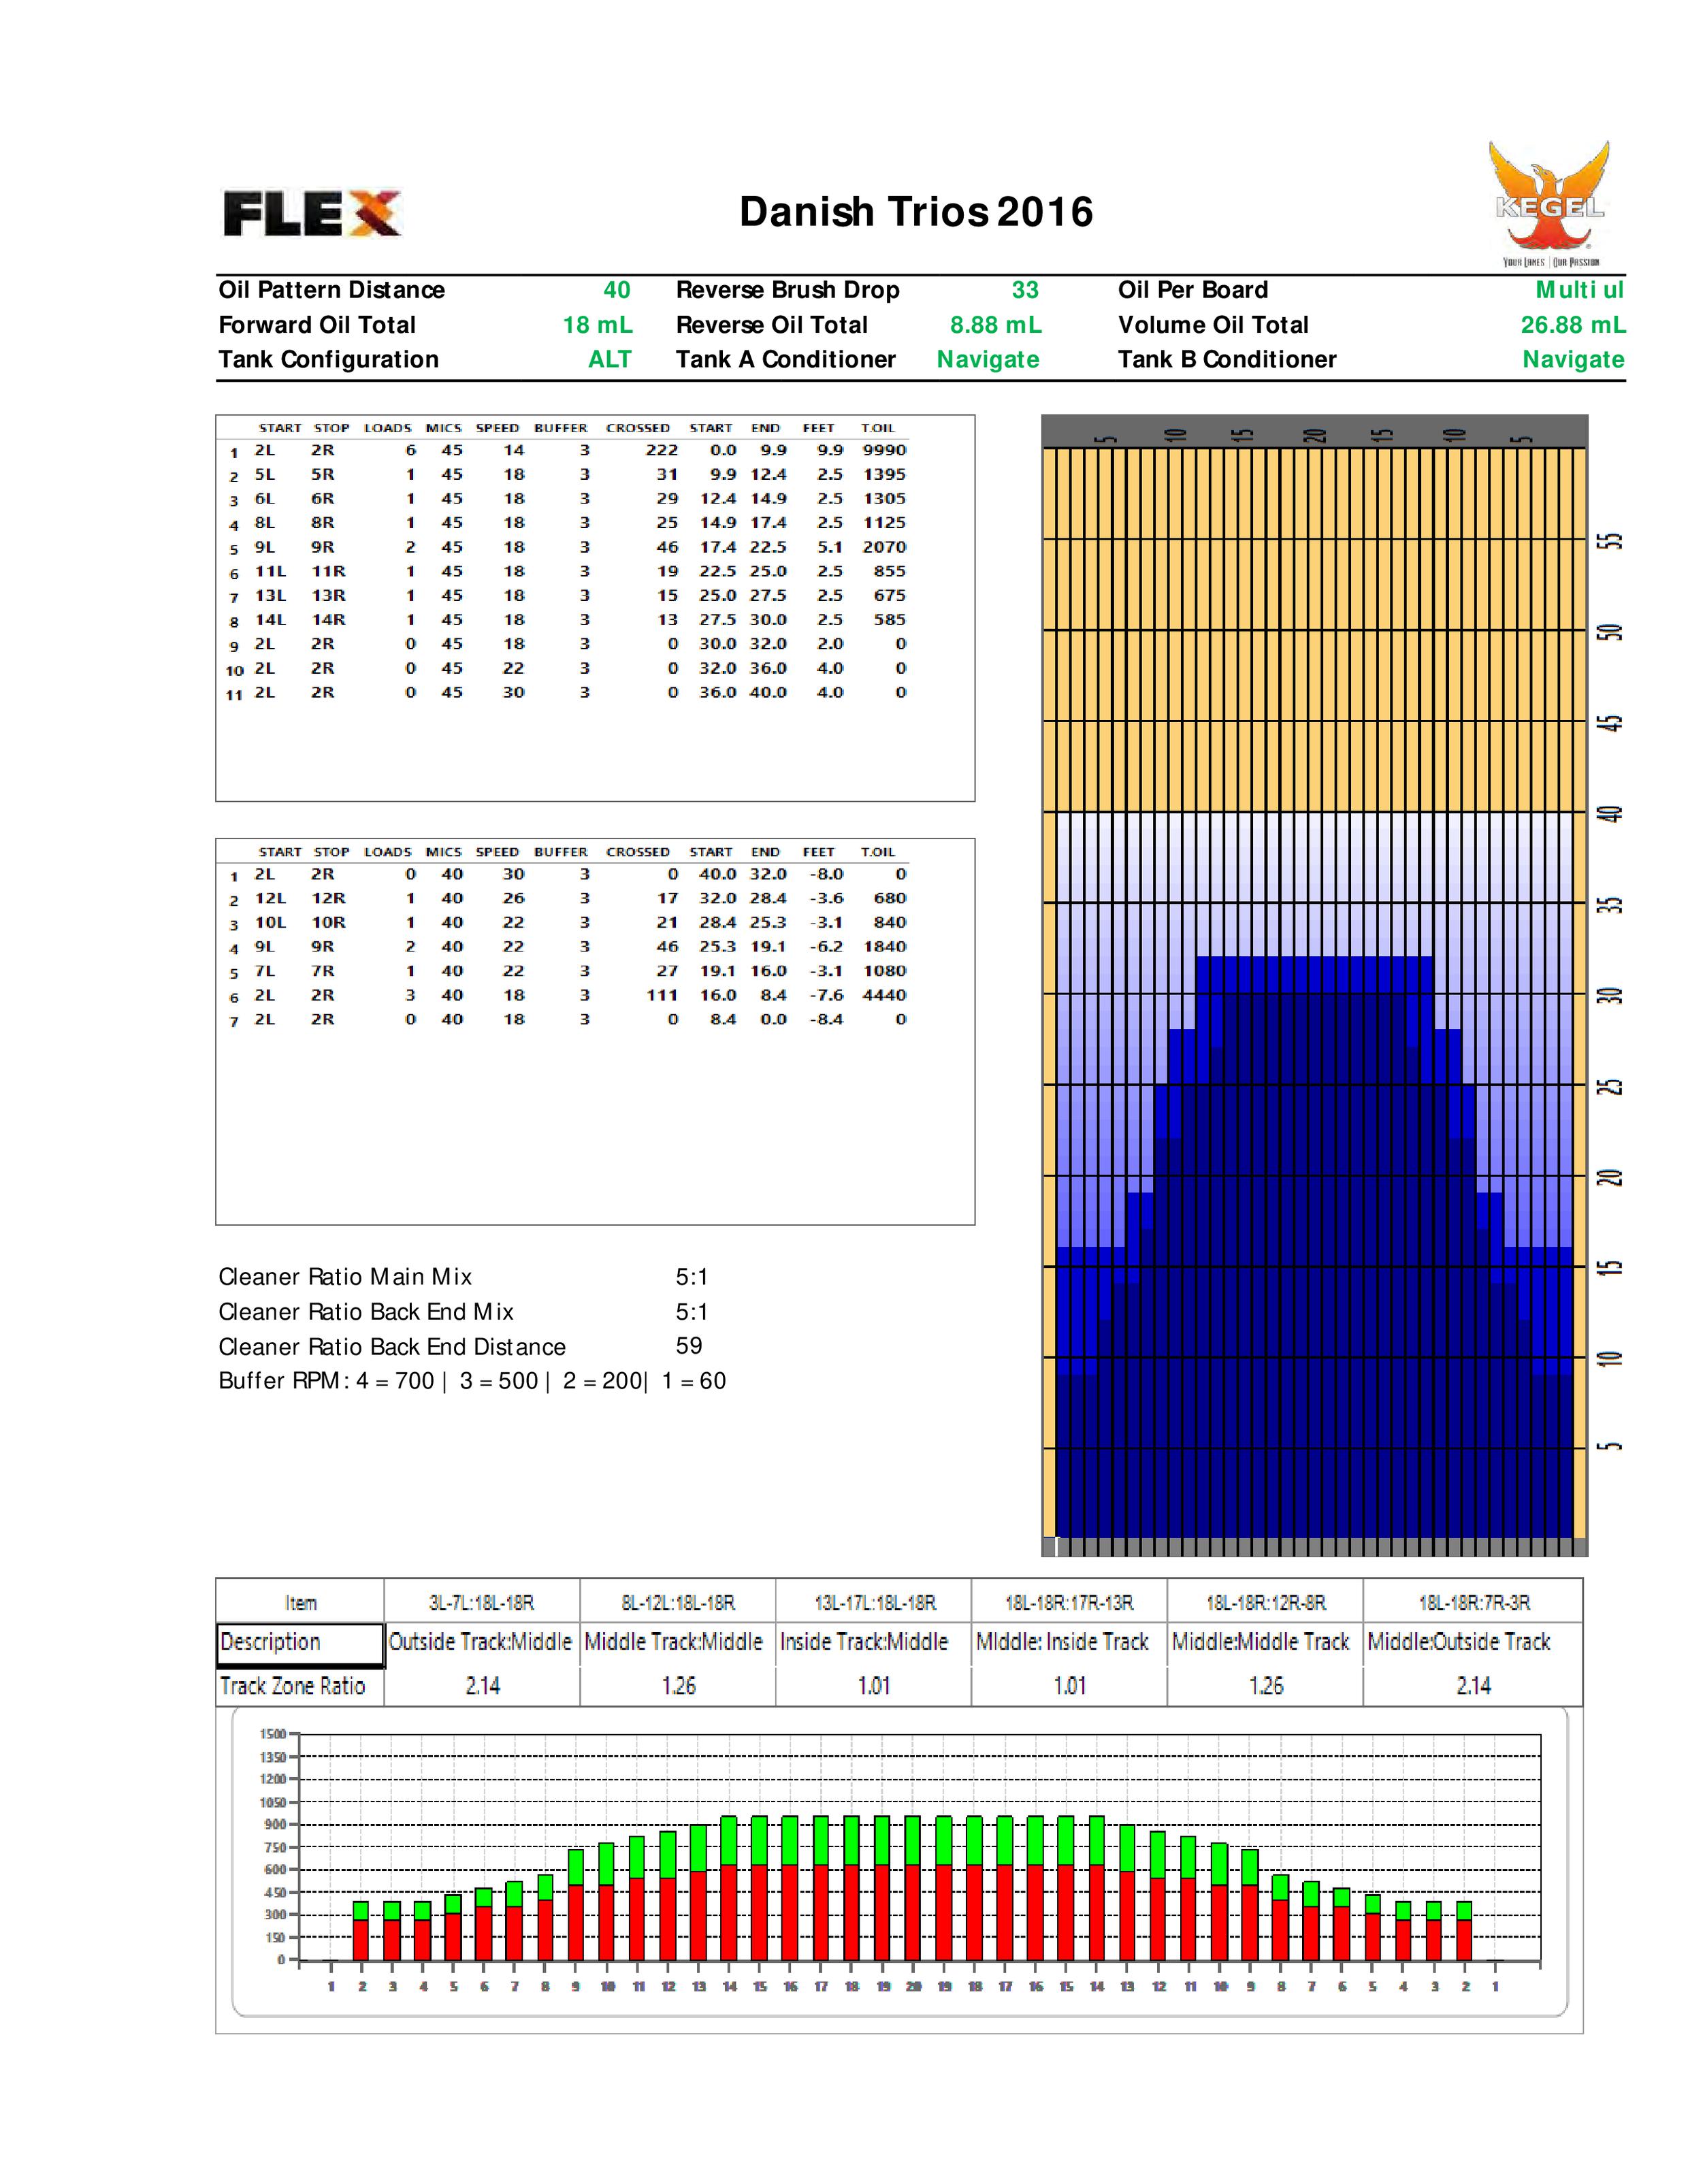 FLEX
Danish Trios 2016
KEGEL
YOUR LANES | OUR PASSION
Oil Pattern Distance 40 Reverse Brush Drop 33 Oil Per Board Multi ul
Forward Oil Total 18 mL Reverse Oil Total 8.88 mL Volume Oil Total 26.88 mL
Tank Configuration ALT Tank A Conditioner Navigate Tank B Conditioner Navigate
START STOP LOADS MICS SPEED BUFFER CROSSED START END FEET T.OIL
1 2L 2R 6 45 14 3 222 0.0 9.9 9.9 9990
2 5L 5R 1 45 18 3 31 9.9 12.4 2.5 1395
3 6L 6R 1 45 18 3 29 12.4 14.9 2.5 1305
4 8L 8R 1 45 18 3 25 14.9 17.4 2.5 1125
5 9L 9R 2 45 18 3 46 17.4 22.5 5.1 2070
6 11L 11R 1 45 18 3 19 22.5 25.0 2.5 855
7 13L 13R 1 45 18 3 15 25.0 27.5 2.5 675
8 14L 14R 1 45 18 3 13 27.5 30.0 2.5 585
9 2L 2R 0 45 18 3 0 30.0 32.0 2.0 0
10 2L 2R 0 45 22 3 0 32.0 36.0 4.0 0
11 2L 2R 0 45 30 3 0 36.0 40.0 4.0 0
START STOP LOADS MICS SPEED BUFFER CROSSED START END FEET T.OIL
1 2L 2R 0 40 30 3 0 40.0 32.0 -8.0 0
2 12L 12R 1 40 26 3 17 32.0 28.4 -3.6 680
3 10L 10R 1 40 22 3 21 28.4 25.3 -3.1 840
4 9L 9R 2 40 22 3 46 25.3 19.1 -6.2 1840
5 7L 7R 1 40 22 3 27 19.1 16.0 -3.1 1080
6 2L 2R 3 40 18 3 111 16.0 8.4 -7.6 4440
7 2L 2R 0 40 18 3 0 8.4 0.0 -8.4 0
Cleaner Ratio Main Mix 5:1
Cleaner Ratio Back End Mix 5:1
Cleaner Ratio Back End Distance 59
Buffer RPM: 4 = 700 | 3 = 500 | 2 = 200| 1 = 60
5 10 15 20 15 10 5
55
50
45
40
35
30
25
20
15
10
5
Item 3L-7L:18L-18R 8L-12L:18L-18R 13L-17L:18L-18R 18L-18R:17R-13R 18L-18R:12R-8R 18L-18R:7R-3R
Description Outside Track:Middle Middle Track:Middle Inside Track:Middle MIddle: Inside Track Middle:Middle Track Middle:Outside Track
Track Zone Ratio 2.14 1.26 1.01 1.01 1.26 2.14
1500
1350
1200
1050
900
750
600
450
300
150
0
1 2 3 4 5 6 7 8 9 10 11 12 13 14 15 16 17 18 19 20 19 18 17 16 15 14 13 12 11 10 9 8 7 6 5 4 3 2 1